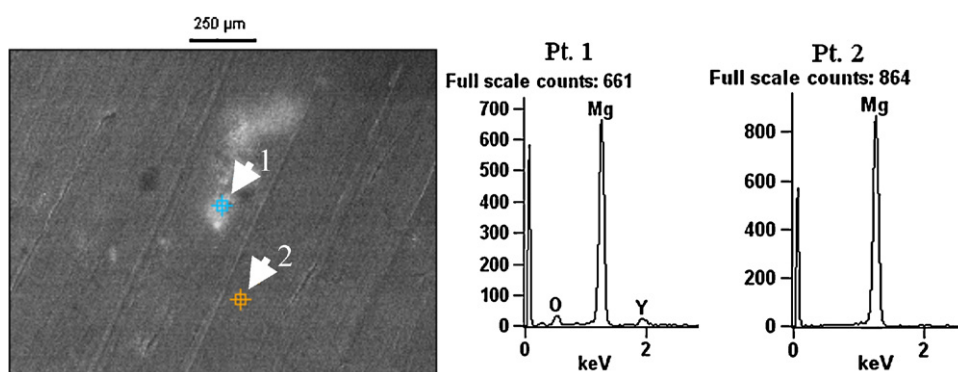 250 µm
1
2
Pt. 1
Full scale counts: 661
700
600
500
400
300
200
100
0
Mg
O
Y
0
2
keV
Pt. 2
Full scale counts: 864
800
600
400
200
0
Mg
0
2
keV